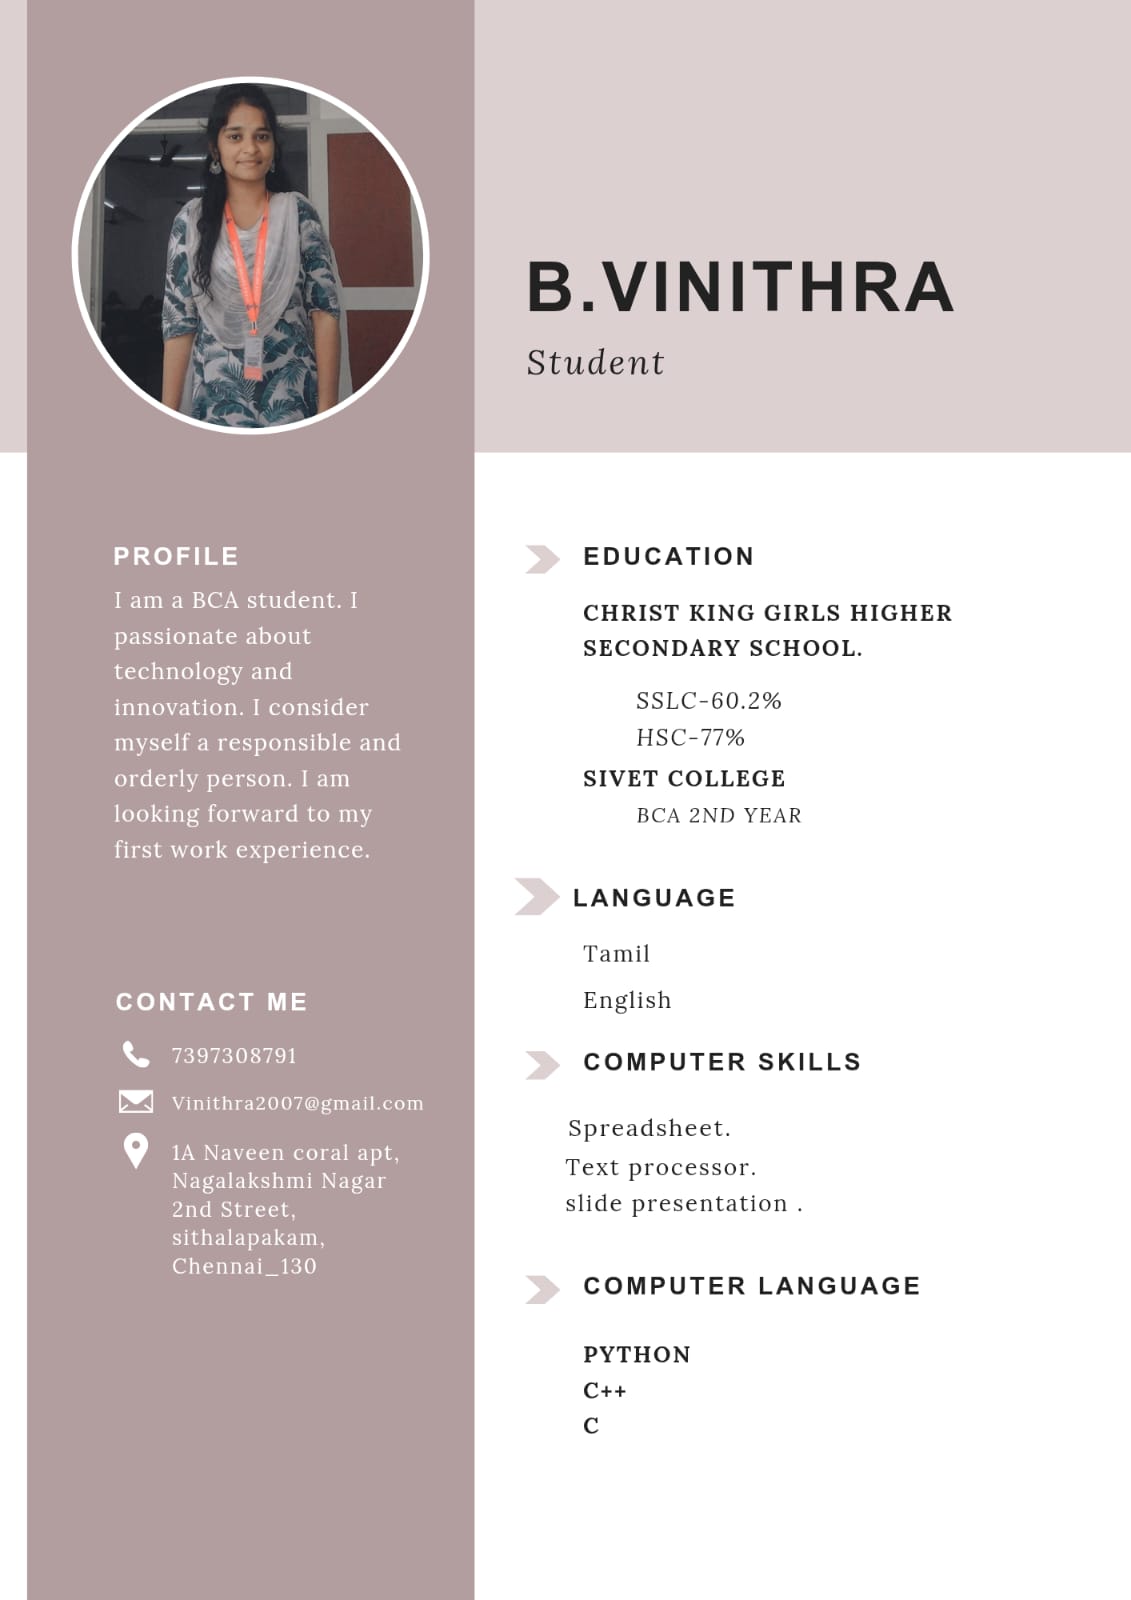 B.VINITHRA
Student
PROFILE
I am a BCA student. I
passionate about
technology and
innovation. I consider
myself a responsible and
orderly person. I am
looking forward to my
first work experience.
CONTACT ME
7397308791
Vinithra2007@gmail.com
1A Naveen coral apt,
Nagalakshmi Nagar
2nd Street,
sithalapakam,
Chennai_130
EDUCATION
CHRIST KING GIRLS HIGHER
SECONDARY SCHOOL.
SSLC-60.2%
HSC-77%
SIVET COLLEGE
BCA 2ND YEAR
LANGUAGE
Tamil
English
COMPUTER SKILLS
Spreadsheet.
Text processor.
slide presentation .
COMPUTER LANGUAGE
PYTHON
C++
C